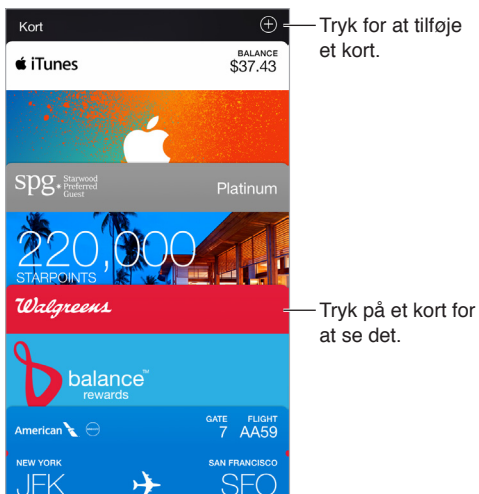 Kort
Tryk for at tilføje
et kort.
iTunes
BALANCE
$37.43
spg.
Starwood
Preferred
Guest
Platinum
220,000
STARPOINTS
Walgreens
Tryk på et kort for
at se det.
balance™
rewards
American
GATE
7
FLIGHT
AA59
NEW YORK
JFK
SAN FRANCISCO
SFO